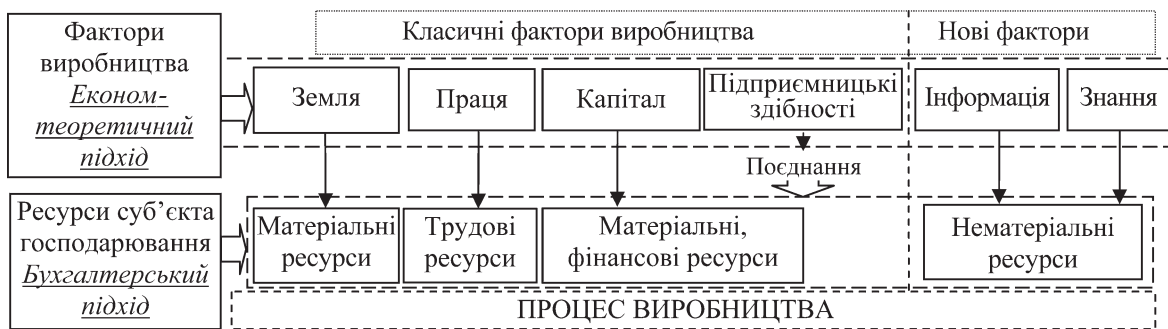 Класичні фактори виробництва
Нові фактори
Фактори
виробництва
Економ-
теоретичний
підхід
Земля
Праця
Капітал
Підприємницькі
здібності
Інформація
Знання
Поєднання
Ресурси суб’єкта
господарювання
Бухгалтерський
підхід
Матеріальні
ресурси
Трудові
ресурси
Матеріальні,
фінансові ресурси
Нематеріальні
ресурси
ПРОЦЕС ВИРОБНИЦТВА